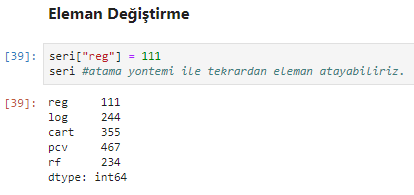 Eleman Değiştirme
[39]: seri["reg"] = 111
seri #atama yontemi ile tekrardan eleman atayabiliriz.
[39]: reg 111
log 244
cart 355
pcv 467
rf 234
dtype: int64